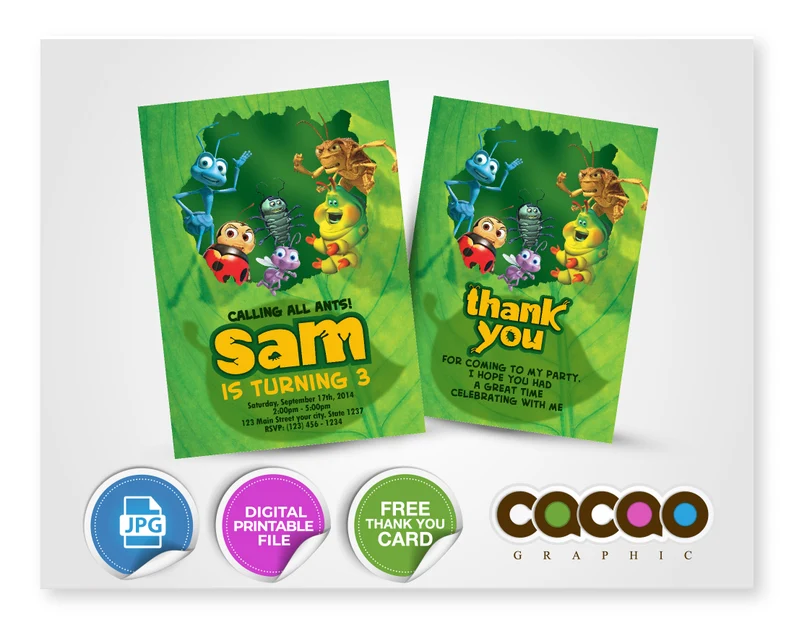 CALLING ALL ANTS!
sam
IS TURNING 3
Saturday, September 17th, 2014
2:00pm - 5:00pm
123 Main Street your city, State 1237
RSVP: (123) 456 - 1234
thank
you
FOR COMING TO MY PARTY,
I HOPE YOU HAD
A GREAT TIME
CELEBRATING WITH ME
JPG
DIGITAL
PRINTABLE
FILE
FREE
THANK YOU
CARD
cacao
GRAPHIC